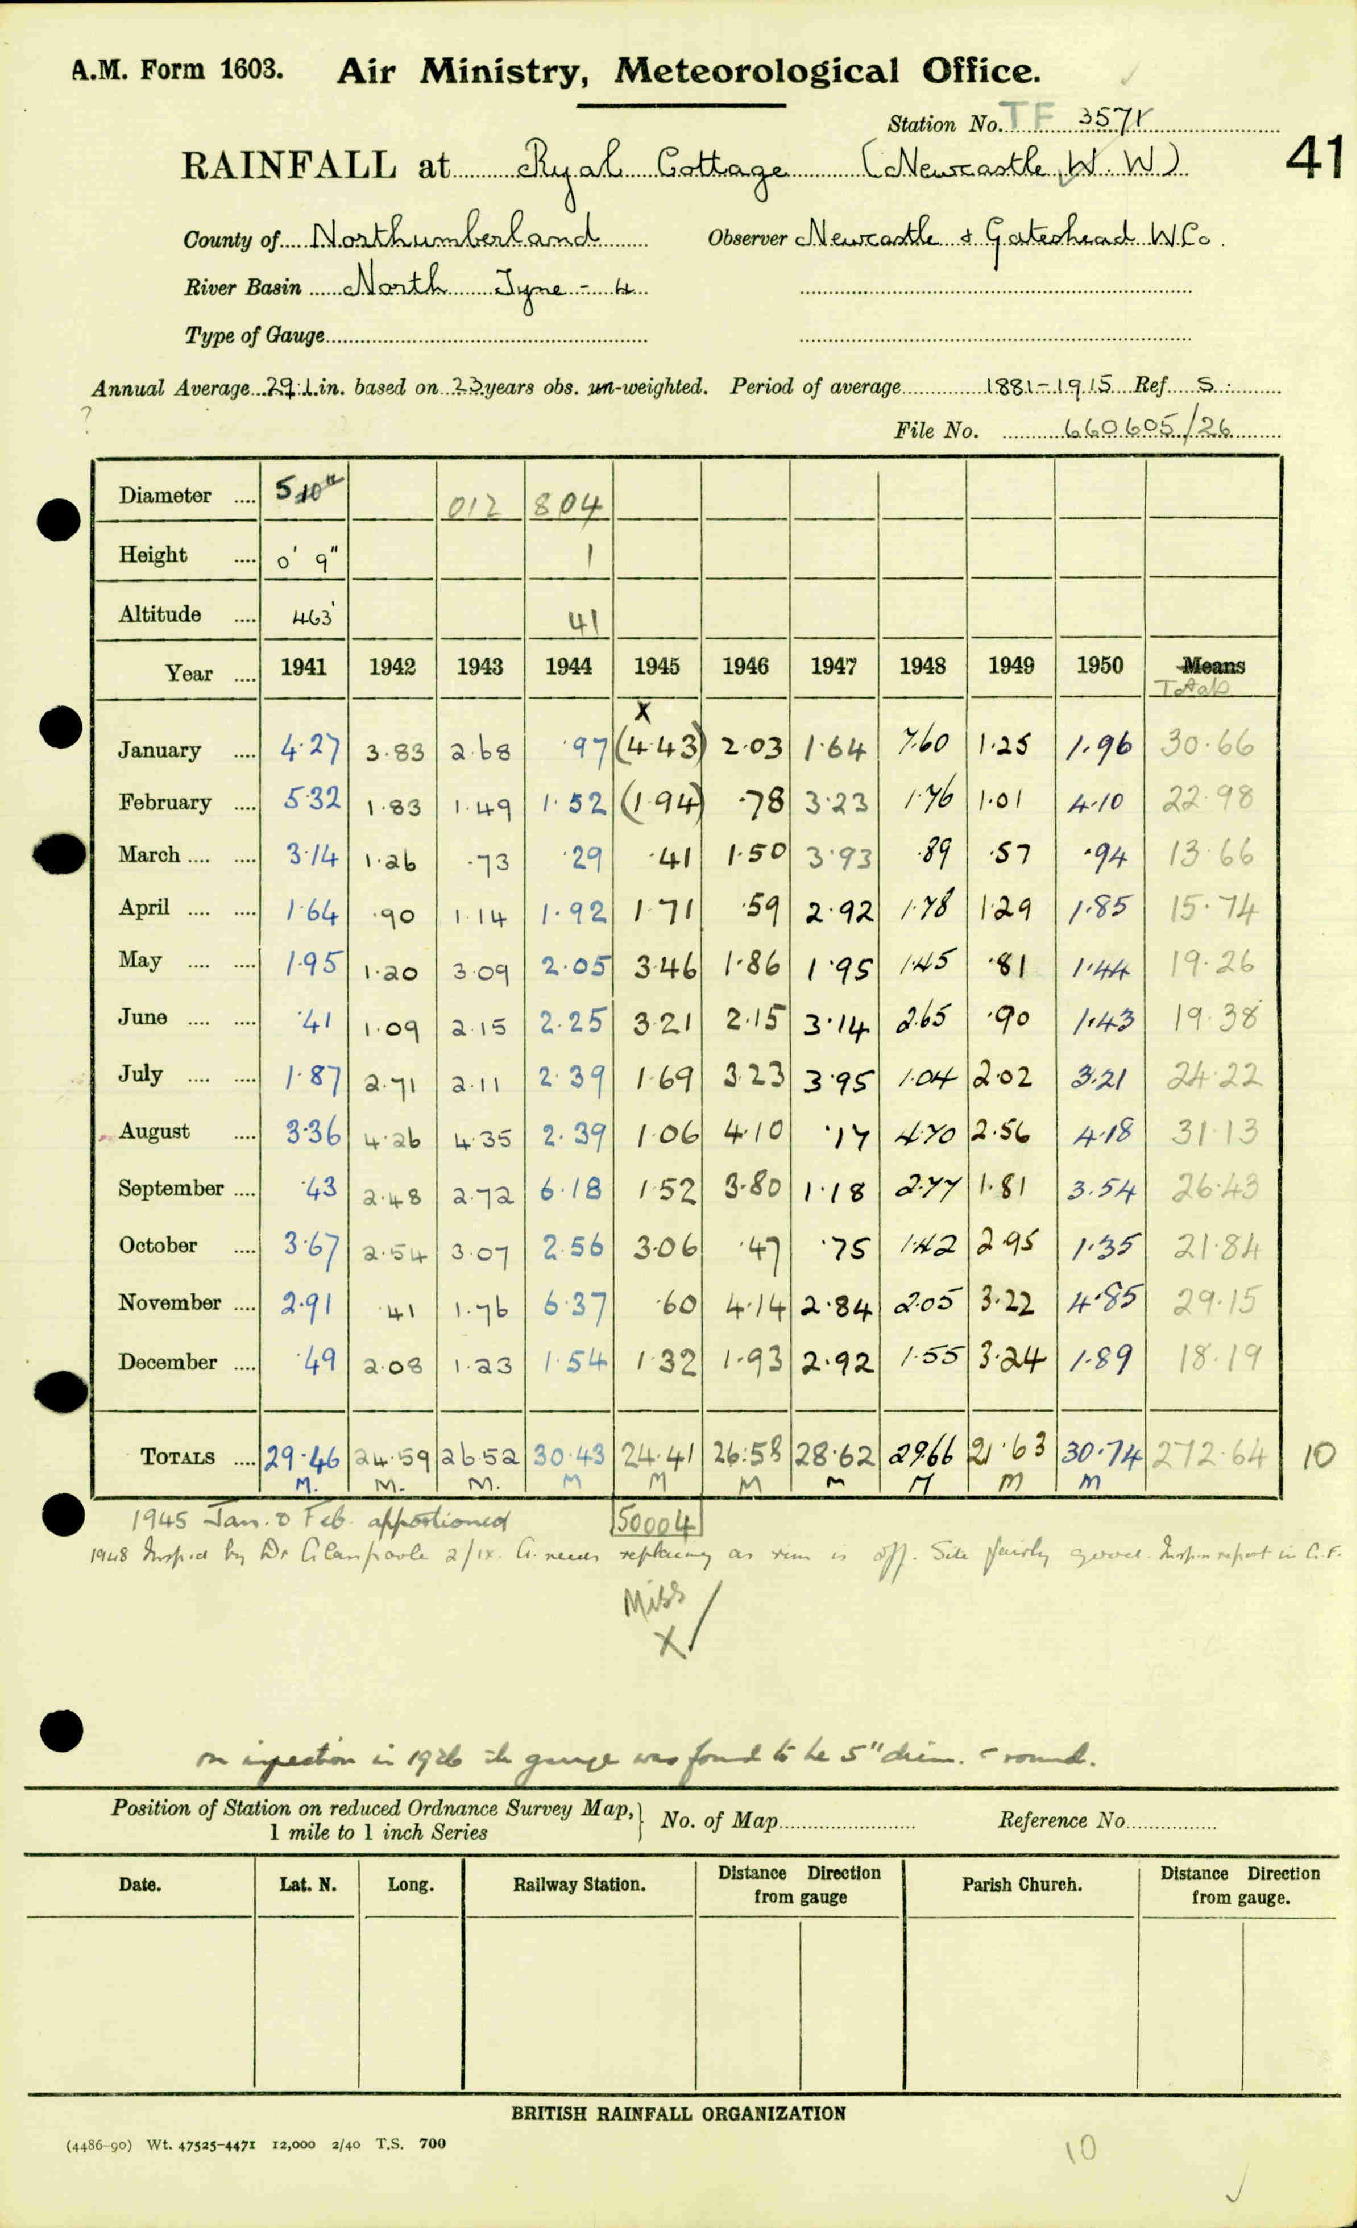 A.M. Form 1603. Air Ministry, Meteorological Office.
Station No. TF 3571
RAINFALL at Ryal Cottage (Newcastle W. W) 41
County of Northumberland Observer Newcastle & Gateshead W Co.
River Basin North Tyne - 4
Type of Gauge
Annual Average 29.1 in. based on 23 years obs. un-weighted. Period of average 1881-1915 Ref S.
?
File No. 660605/26
Diameter .... 5 10" 012 804
Height .... 0' 9" 1
Altitude .... 463' 41
Year .... 1941 1942 1943 1944 1945 1946 1947 1948 1949 1950 Means
Totals
X
January .... 4.27 3.83 2.68 .97 (4.43) 2.03 1.64 7.60 1.25 1.96 30.66
February .... 5.32 1.83 1.49 1.52 (1.94) .78 3.23 1.76 1.01 4.10 22.98
March .... .... 3.14 1.26 .73 .29 .41 1.50 3.93 .89 .57 .94 13.66
April .... .... 1.64 .90 1.14 1.92 1.71 .59 2.92 1.78 1.29 1.85 15.74
May .... .... 1.95 1.20 3.09 2.05 3.46 1.86 1.95 1.45 .81 1.44 19.26
June .... .... .41 1.09 2.15 2.25 3.21 2.15 3.14 2.65 .90 1.43 19.38
July .... .... 1.87 2.71 2.11 2.39 1.69 3.23 3.95 1.04 2.02 3.21 24.22
August .... 3.36 4.26 4.35 2.39 1.06 4.10 .17 4.70 2.56 4.18 31.13
September .... .43 2.48 2.72 6.18 1.52 3.80 1.18 2.77 1.81 3.54 26.43
October .... 3.67 2.54 3.07 2.56 3.06 .47 .75 1.42 2.95 1.35 21.84
November .... 2.91 .41 1.76 6.37 .60 4.14 2.84 2.05 3.22 4.85 29.15
December .... .49 2.08 1.23 1.54 1.32 1.93 2.92 1.55 3.24 1.89 18.19
TOTALS .... 29.46 24.59 26.52 30.43 24.41 26.58 28.62 29.66 21.63 30.74 272.64 10
M. M. M. M M M M M M M
1945 Jan. & Feb. apportioned 50004
1948 Insp.d by Dr Glasspoole 2/IX. G. needs replacing as rim is off. Site fairly good. Inspn report in C.F.
Miss
X
On inspection in 1926 the gauge was found to be 5" diam. & round.
Position of Station on reduced Ordnance Survey Map, } No. of Map Reference No.
1 mile to 1 inch Series
Date. Lat. N. Long. Railway Station. Distance Direction from gauge Parish Church. Distance Direction from gauge.
BRITISH RAINFALL ORGANIZATION
(4486-90) Wt. 47525-4471 12,000 2/40 T.S. 700
10